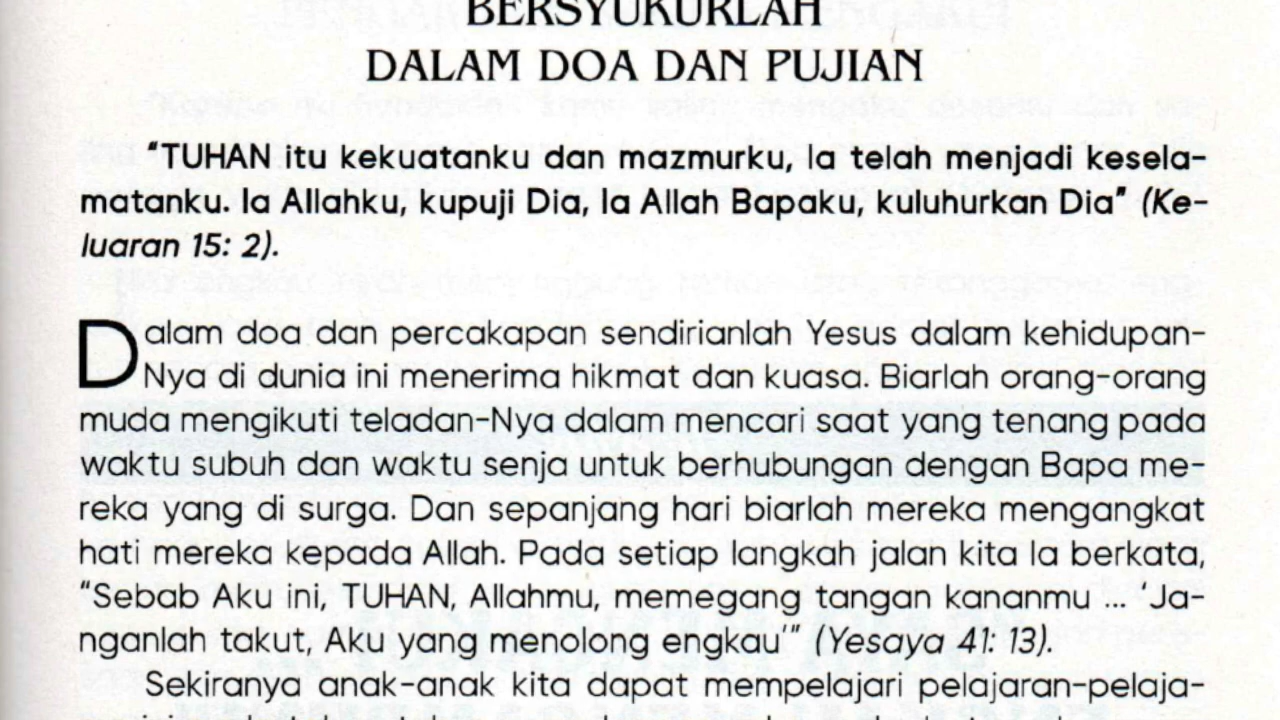 BERSYUKURLAH
DALAM DOA DAN PUJIAN
"TUHAN itu kekuatanku dan mazmurku, Ia telah menjadi kesela-
matanku. Ia Allahku, kupuji Dia, Ia Allah Bapaku, kuluhurkan Dia" (Ke-
luaran 15: 2).
Dalam doa dan percakapan sendirianlah Yesus dalam kehidupan-
Nya di dunia ini menerima hikmat dan kuasa. Biarlah orang-orang
muda mengikuti teladan-Nya dalam mencari saat yang tenang pada
waktu subuh dan waktu senja untuk berhubungan dengan Bapa me-
reka yang di surga. Dan sepanjang hari biarlah mereka mengangkat
hati mereka kepada Allah. Pada setiap langkah jalan kita Ia berkata,
"Sebab Aku ini, TUHAN, Allahmu, memegang tangan kananmu ... 'Ja-
nganlah takut, Aku yang menolong engkau'" (Yesaya 41: 13).
Sekiranya anak-anak kita dapat mempelajari pelajaran-pelaja-